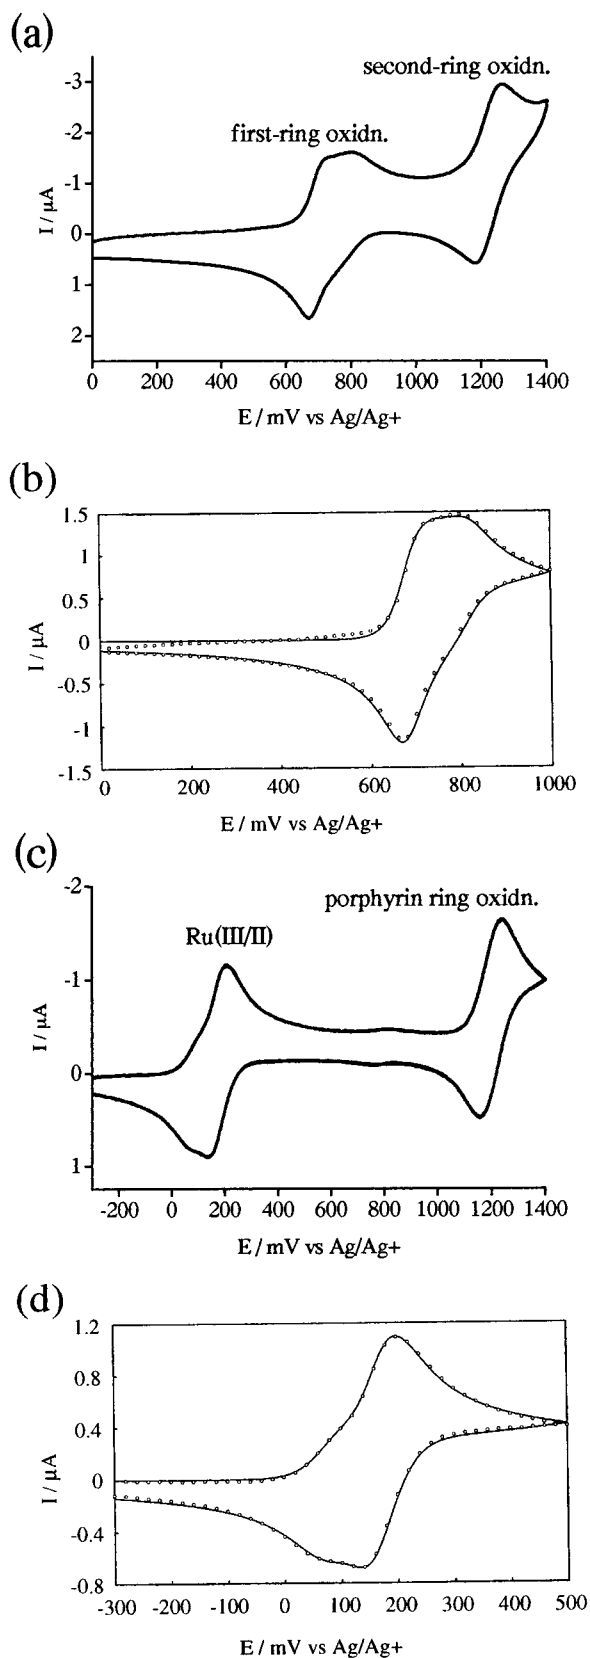 (a)
second-ring oxidn.
first-ring oxidn.
-3
-2
-1
0
1
2
I / μA
0 200 400 600 800 1000 1200 1400
E / mV vs Ag/Ag+
(b)
1.5
1
0.5
0
-0.5
-1
-1.5
I / μA
0 200 400 600 800 1000
E / mV vs Ag/Ag+
(c)
porphyrin ring oxidn.
Ru(III/II)
-2
-1
0
1
I / μA
-200 0 200 400 600 800 1000 1200 1400
E / mV vs Ag/Ag+
(d)
1.2
0.8
0.4
0
-0.4
-0.8
I / μA
-300 -200 -100 0 100 200 300 400 500
E / mV vs Ag/Ag+